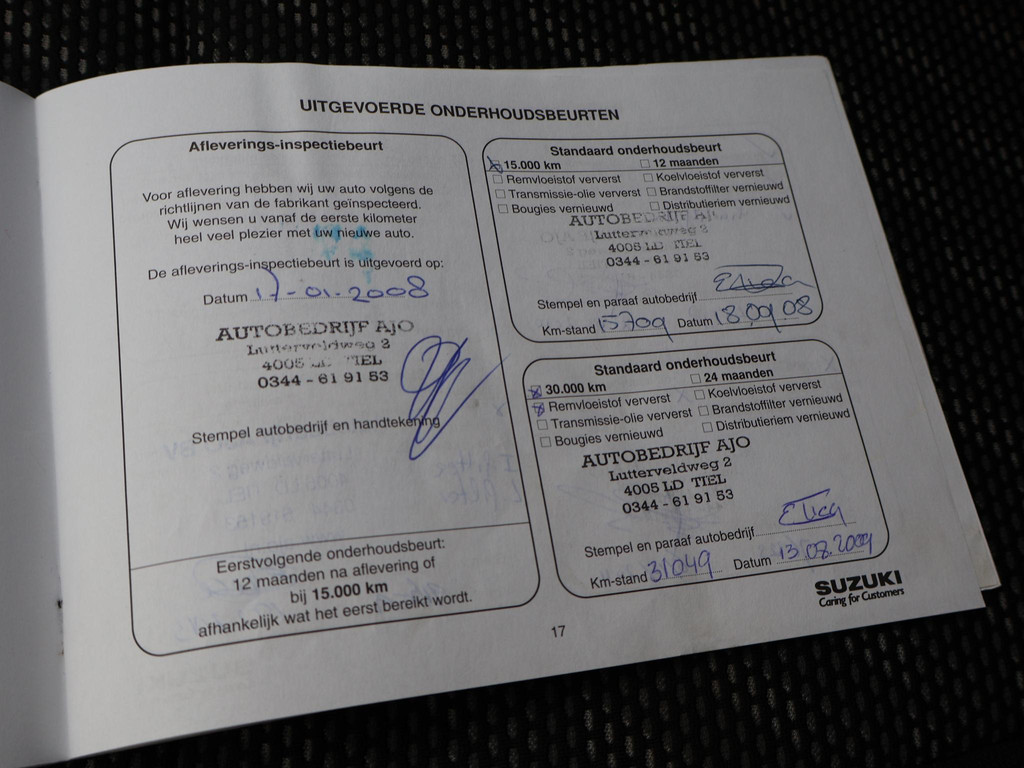 UITGEVOERDE ONDERHOUDSBEURTEN
Afleverings-inspectiebeurt
Voor aflevering hebben wij uw auto volgens de
richtlijnen van de fabrikant geïnspecteerd.
Wij wensen u vanaf de eerste kilometer
heel veel plezier met uw nieuwe auto.
De afleverings-inspectiebeurt is uitgevoerd op:
Datum 17-01-2008
AUTOBEDRIJF AJO
Lutterveldweg 2
4005 LD TIEL
0344 - 61 91 53
Stempel autobedrijf en handtekening
Eerstvolgende onderhoudsbeurt:
12 maanden na aflevering of
bij 15.000 km
afhankelijk wat het eerst bereikt wordt.
Standaard onderhoudsbeurt
15.000 km 12 maanden
Remvloeistof ververst Koelvloeistof ververst
Transmissie-olie ververst Brandstoffilter vernieuwd
Bougies vernieuwd Distributieriem vernieuwd
AUTOBEDRIJF AJO
Lutterveldweg 2
4005 LD TIEL
0344 - 61 91 53
Stempel en paraaf autobedrijf
Km-stand 15709 Datum 18.09.08
Standaard onderhoudsbeurt
30.000 km 24 maanden
Remvloeistof ververst Koelvloeistof ververst
Transmissie-olie ververst Brandstoffilter vernieuwd
Bougies vernieuwd Distributieriem vernieuwd
AUTOBEDRIJF AJO
Lutterveldweg 2
4005 LD TIEL
0344 - 61 91 53
Stempel en paraaf autobedrijf
Km-stand 31049 Datum 13.08.2009
SUZUKI
Caring for Customers
17